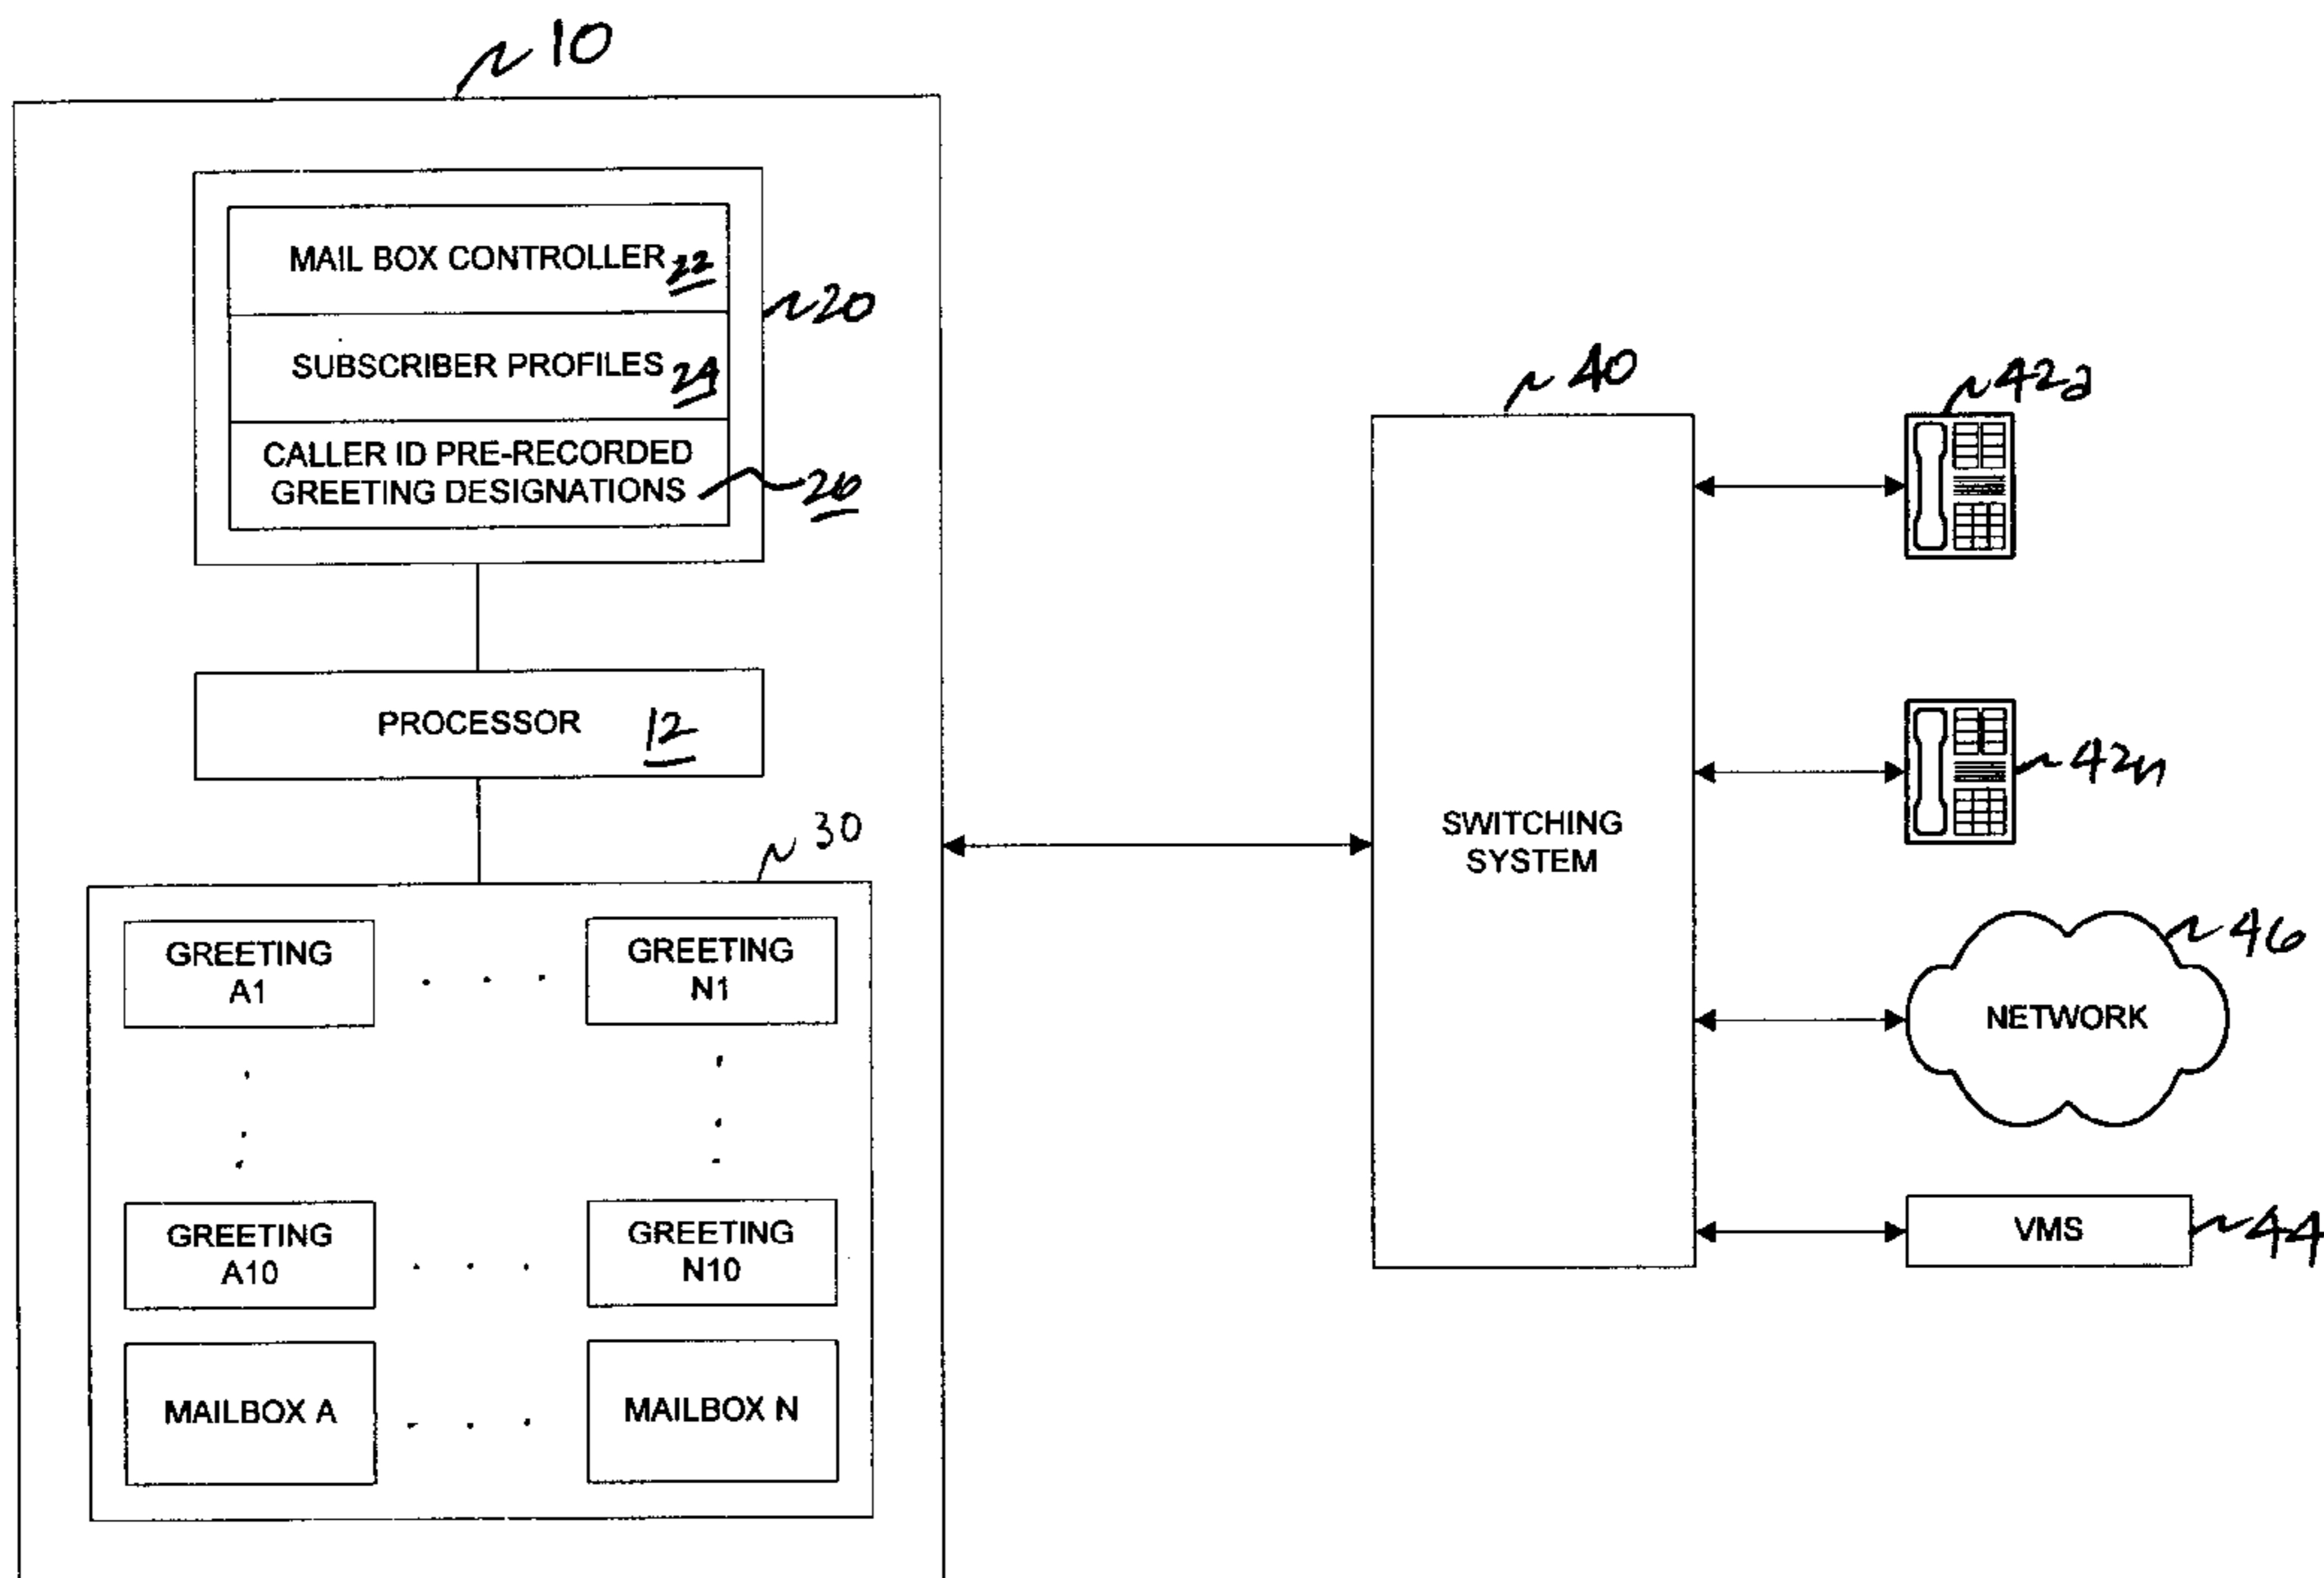 10
MAIL BOX CONTROLLER 22
20
SUBSCRIBER PROFILES 24
CALLER ID PRE-RECORDED
GREETING DESIGNATIONS 26
PROCESSOR 12
30
GREETING
A1
GREETING
N1
GREETING
A10
GREETING
N10
MAILBOX A
MAILBOX N
40
SWITCHING
SYSTEM
42a
42n
46
NETWORK
VMS
44